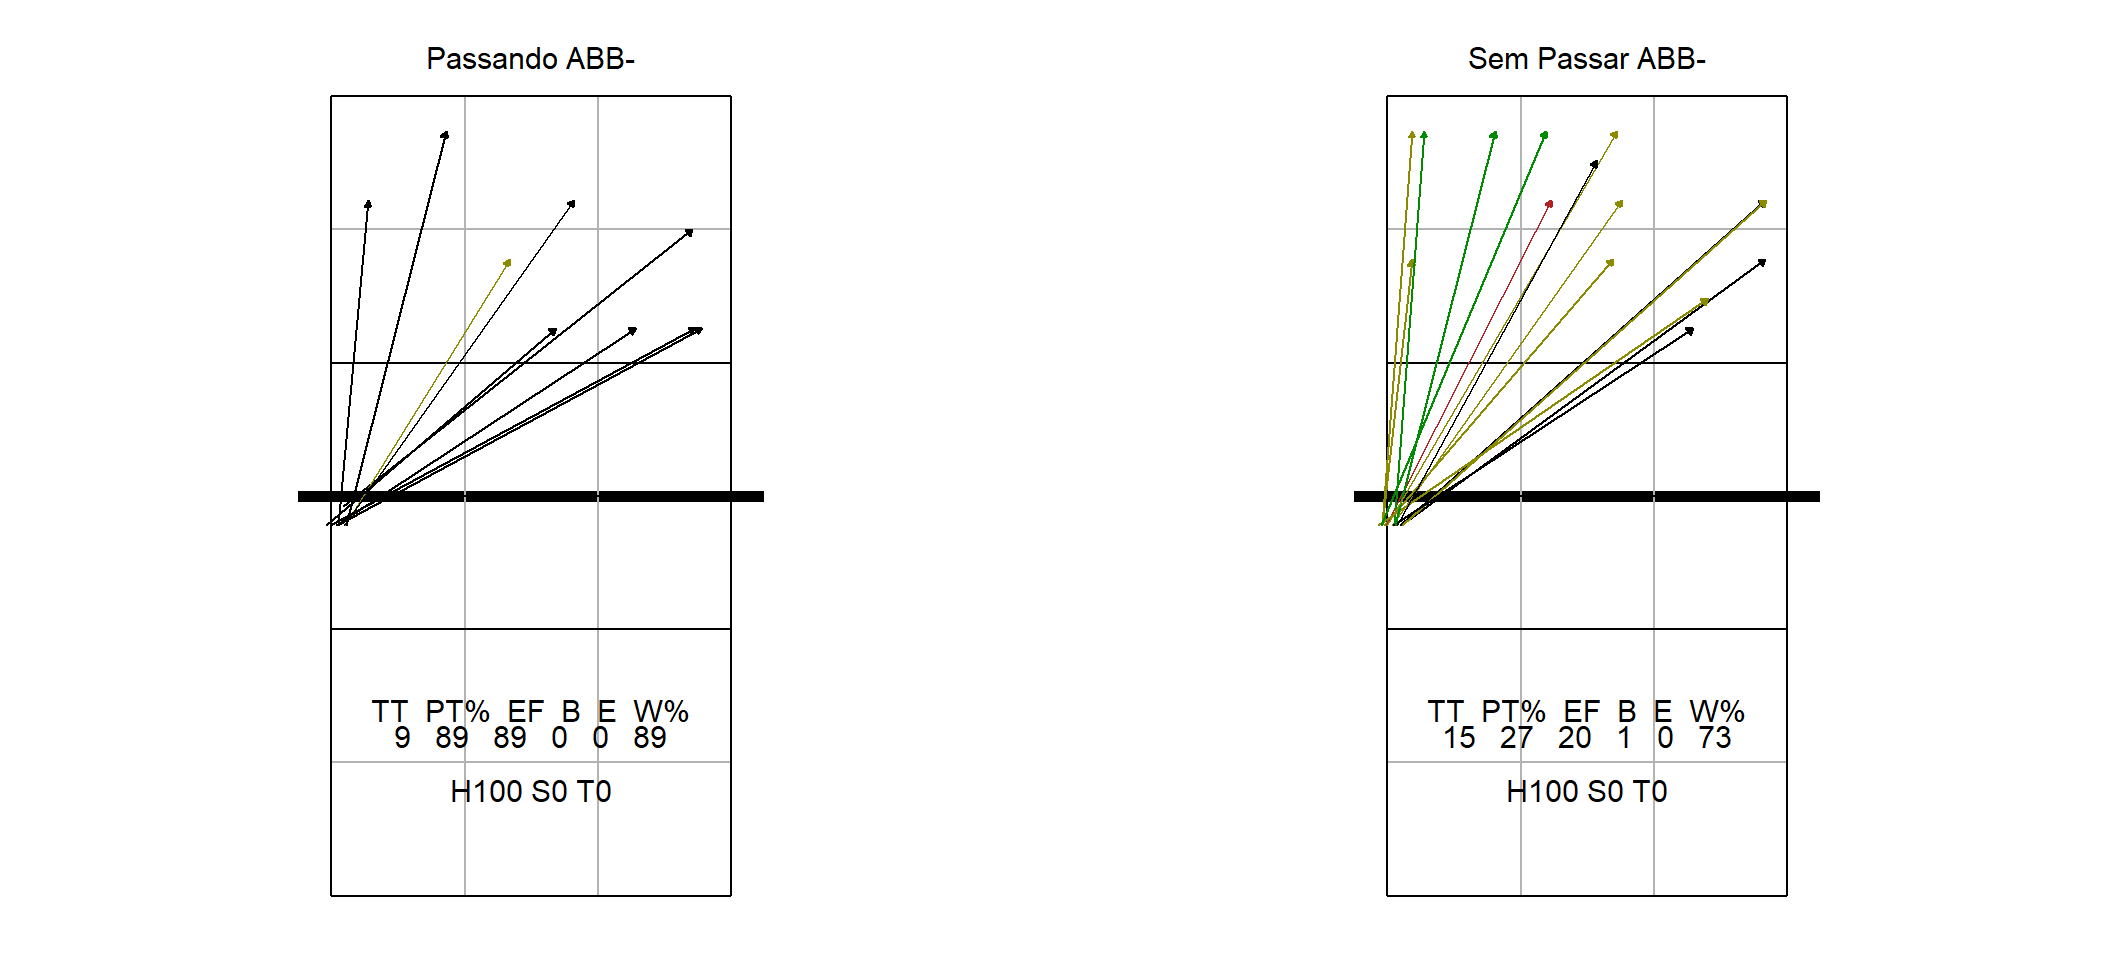 Passando ABB-
TT PT% EF B E W%
9 89 89 0 0 89
H100 S0 T0
Sem Passar ABB-
TT PT% EF B E W%
15 27 20 1 0 73
H100 S0 T0